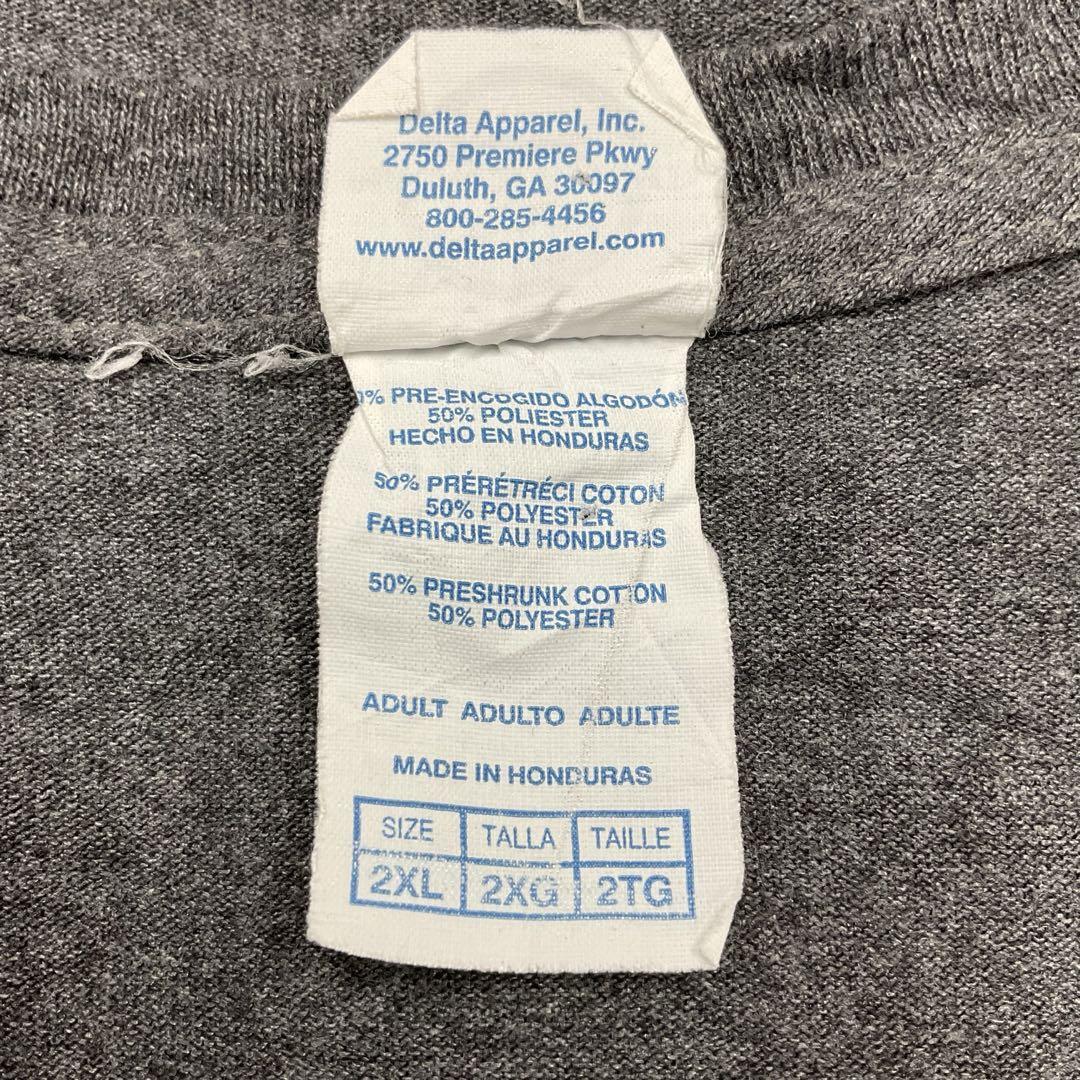 Delta Apparel, Inc.
2750 Premiere Pkwy
Duluth, GA 30097
800-285-4456
www.deltaapparel.com
% PRE-ENCOGIDO ALGODÓN
50% POLIESTER
HECHO EN HONDURAS
50% PRÉRÉTRÉCI COTON
50% POLYESTER
FABRIQUE AU HONDURAS
50% PRESHRUNK COTTON
50% POLYESTER
ADULT ADULTO ADULTE
MADE IN HONDURAS
SIZE TALLA TAILLE
2XL 2XG 2TG